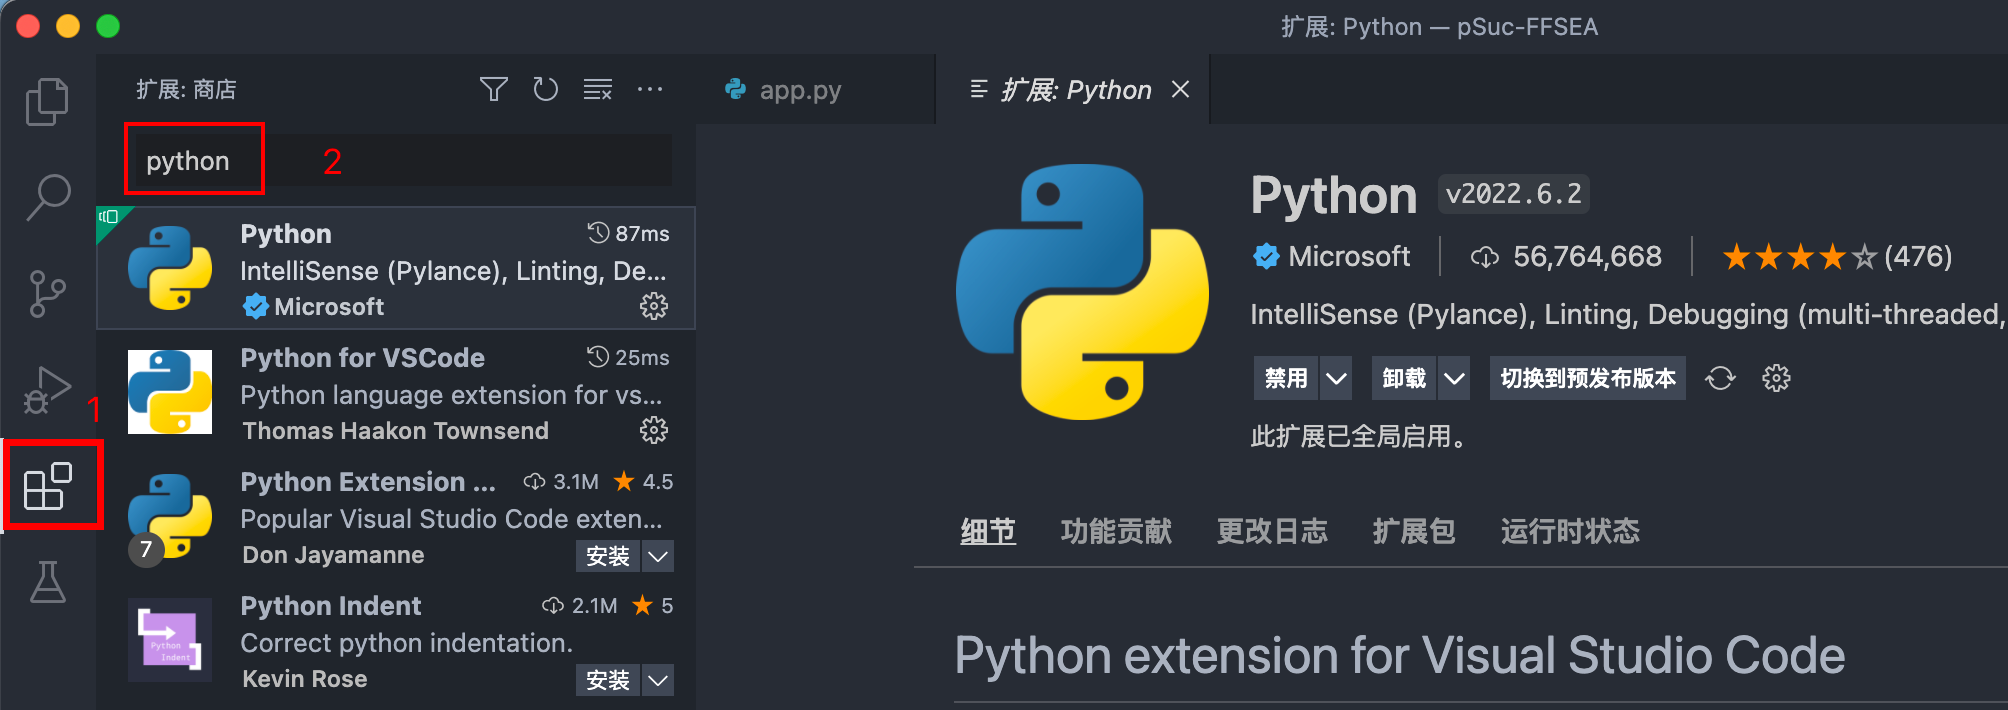 扩展: Python — pSuc-FFSEA
扩展: 商店
python
2
Python 87ms
IntelliSense (Pylance), Linting, De...
Microsoft
Python for VSCode 25ms
Python language extension for vs...
Thomas Haakon Townsend
1
Python Extension ... 3.1M 4.5
Popular Visual Studio Code exten...
7
Don Jayamanne 安装
Python Indent 2.1M 5
Correct python indentation.
Python
Indent
Kevin Rose 安装
app.py
扩展: Python
Python v2022.6.2
Microsoft 56,764,668 (476)
IntelliSense (Pylance), Linting, Debugging (multi-threaded,
禁用 卸载 切换到预发布版本
此扩展已全局启用。
细节 功能贡献 更改日志 扩展包 运行时状态
Python extension for Visual Studio Code